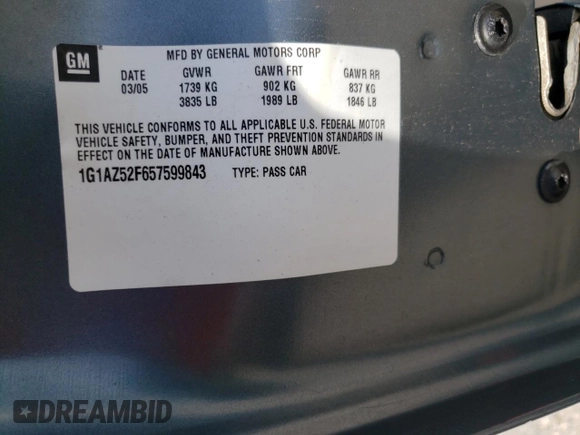 GM
MFD BY GENERAL MOTORS CORP
DATE GVWR GAWR FRT GAWR RR
03/05 1739 KG 902 KG 837 KG
3835 LB 1989 LB 1846 LB
THIS VEHICLE CONFORMS TO ALL APPLICABLE U.S. FEDERAL MOTOR
VEHICLE SAFETY, BUMPER, AND THEFT PREVENTION STANDARDS IN
EFFECT ON THE DATE OF MANUFACTURE SHOWN ABOVE.
1G1AZ52F657599843 TYPE: PASS CAR
DREAMBID